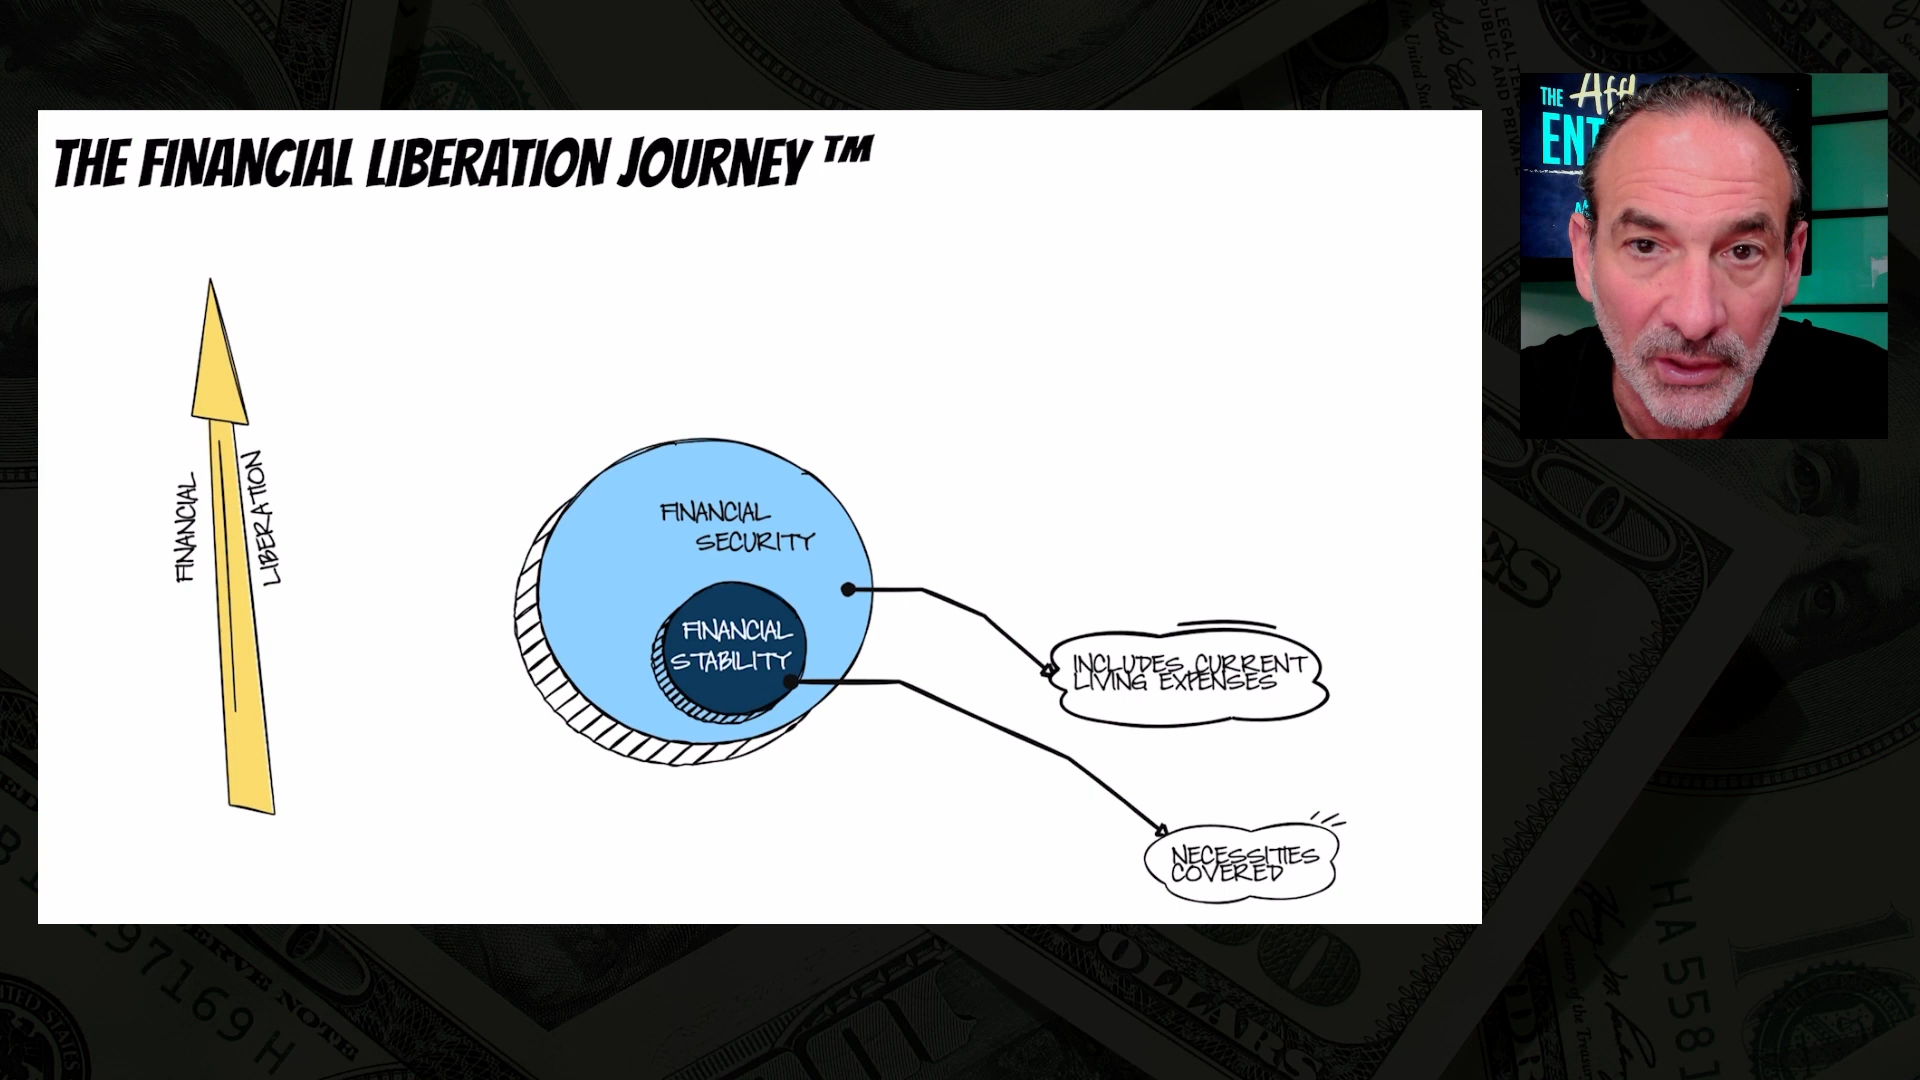 THE FINANCIAL LIBERATION JOURNEY ™
FINANCIAL
LIBERATION
FINANCIAL
SECURITY
FINANCIAL
STABILITY
INCLUDES CURRENT
LIVING EXPENSES
NECESSITIES
COVERED
THE
ENT